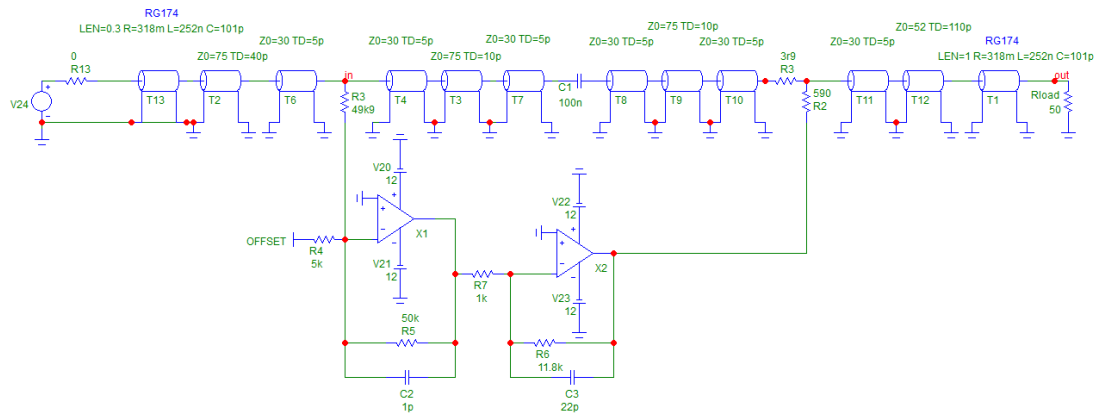 RG174
LEN=0.3 R=318m L=252n C=101p
0
R13
V24
T13
Z0=75 TD=40p
T2
Z0=30 TD=5p
T6
in
R3
49k9
Z0=30 TD=5p
T4
Z0=75 TD=10p
T3
Z0=30 TD=5p
T7
C1
100n
Z0=30 TD=5p
T8
Z0=75 TD=10p
T9
Z0=30 TD=5p
T10
3r9
R3
590
R2
Z0=30 TD=5p
T11
Z0=52 TD=110p
T12
RG174
LEN=1 R=318m L=252n C=101p
T1
out
Rload
50
V20
12
X1
V21
12
OFFSET
R4
5k
50k
R5
C2
1p
R7
1k
V22
12
X2
V23
12
R6
11.8k
C3
22p